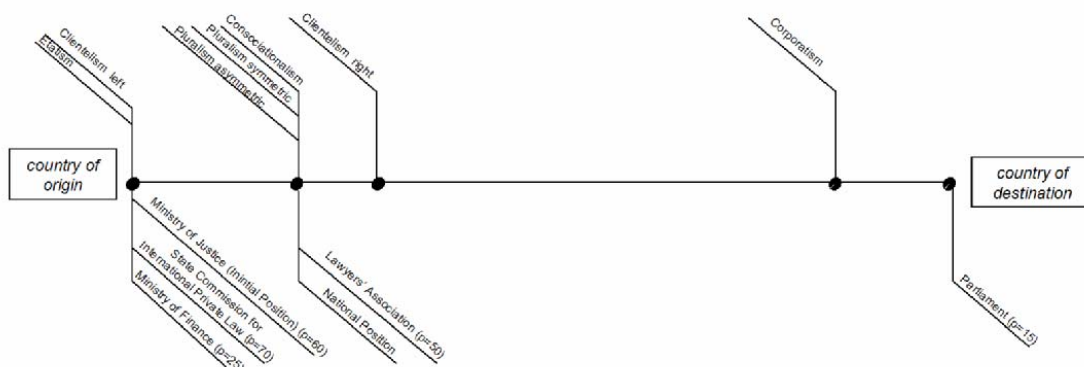 Clientelism left
Etatism
Consociationalism
Pluralism symmetric
Pluralism asymmetric
Clientelism right
Corporatism
country of
origin
country of
destination
Ministry of Justice (Inintial Position) (p=60)
State Commission for
International Private Law (p=70)
Ministry of Finance (p=25)
Lawyers' Association (p=50)
National Position
Parliament (p=15)